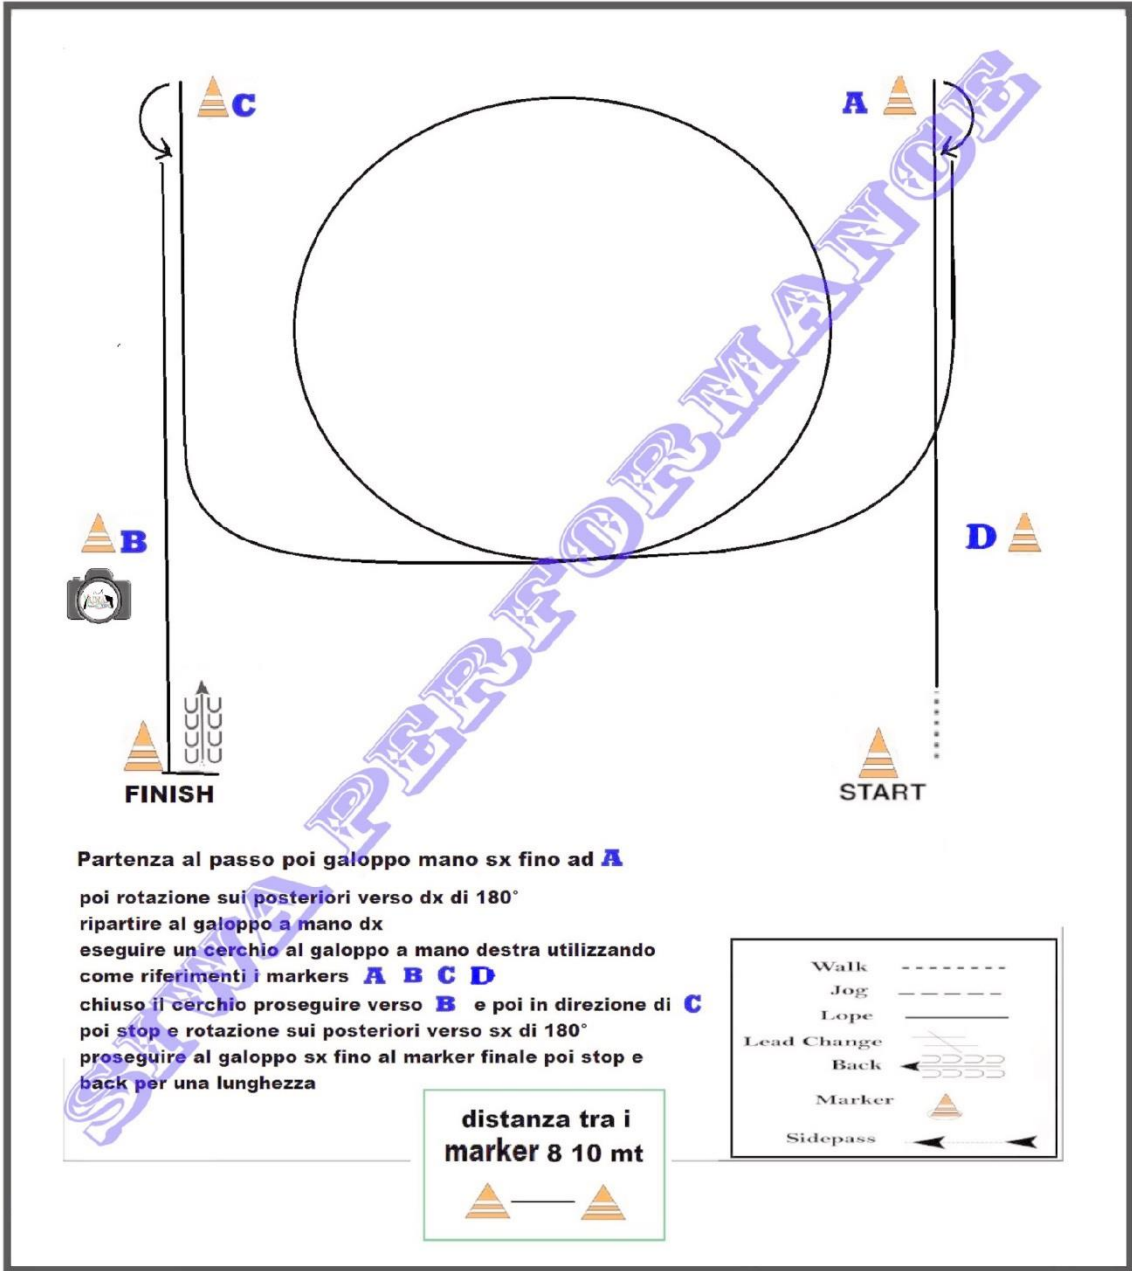 C
A
B
D
FINISH
START
SIWA PERFORMANCE
Partenza al passo poi galoppo mano sx fino ad A
poi rotazione sui posteriori verso dx di 180°
ripartire al galoppo a mano dx
eseguire un cerchio al galoppo a mano destra utilizzando
come riferimenti i markers A B C D
chiuso il cerchio proseguire verso B e poi in direzione di C
poi stop e rotazione sui posteriori verso sx di 180°
proseguire al galoppo sx fino al marker finale poi stop e
back per una lunghezza
Walk
Jog
Lope
Lead Change
Back
Marker
Sidepass
distanza tra i
marker 8 10 mt